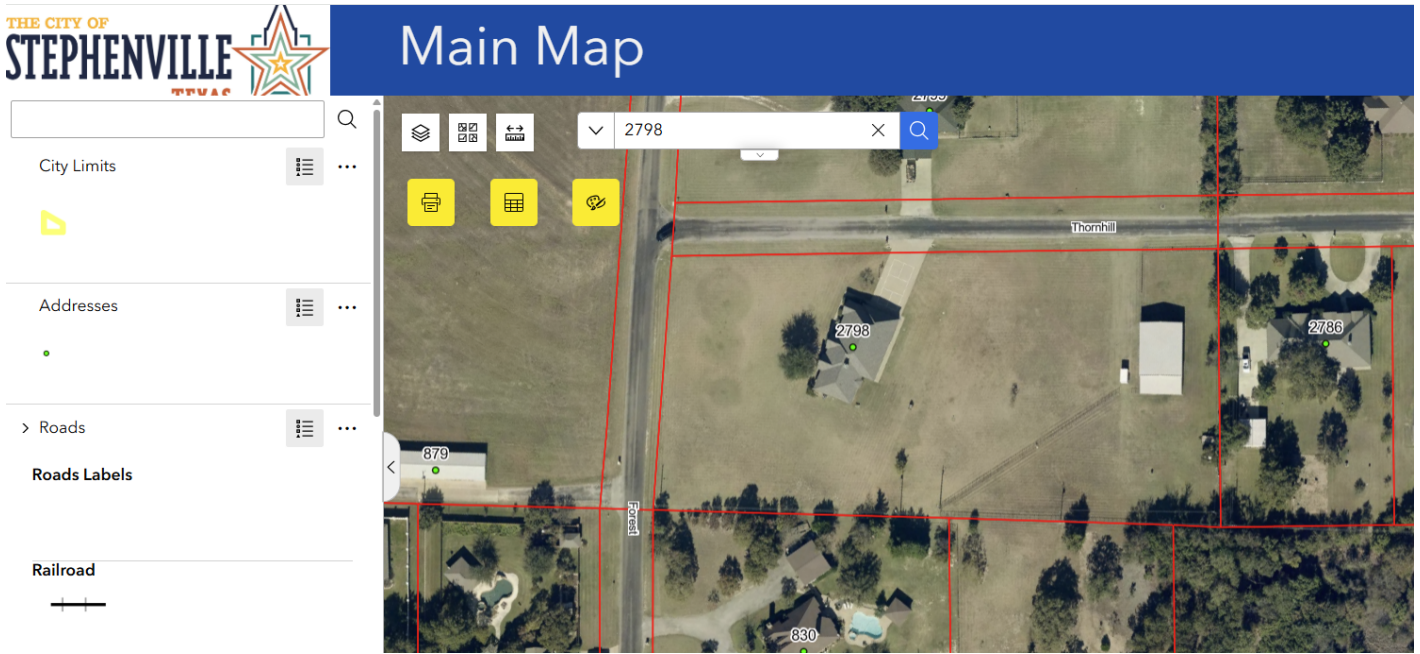 THE CITY OF
STEPHENVILLE
TEXAS
Main Map
2798
City Limits
Addresses
Roads
Roads Labels
Railroad
Thornhill
2798
2786
879
Forest
830